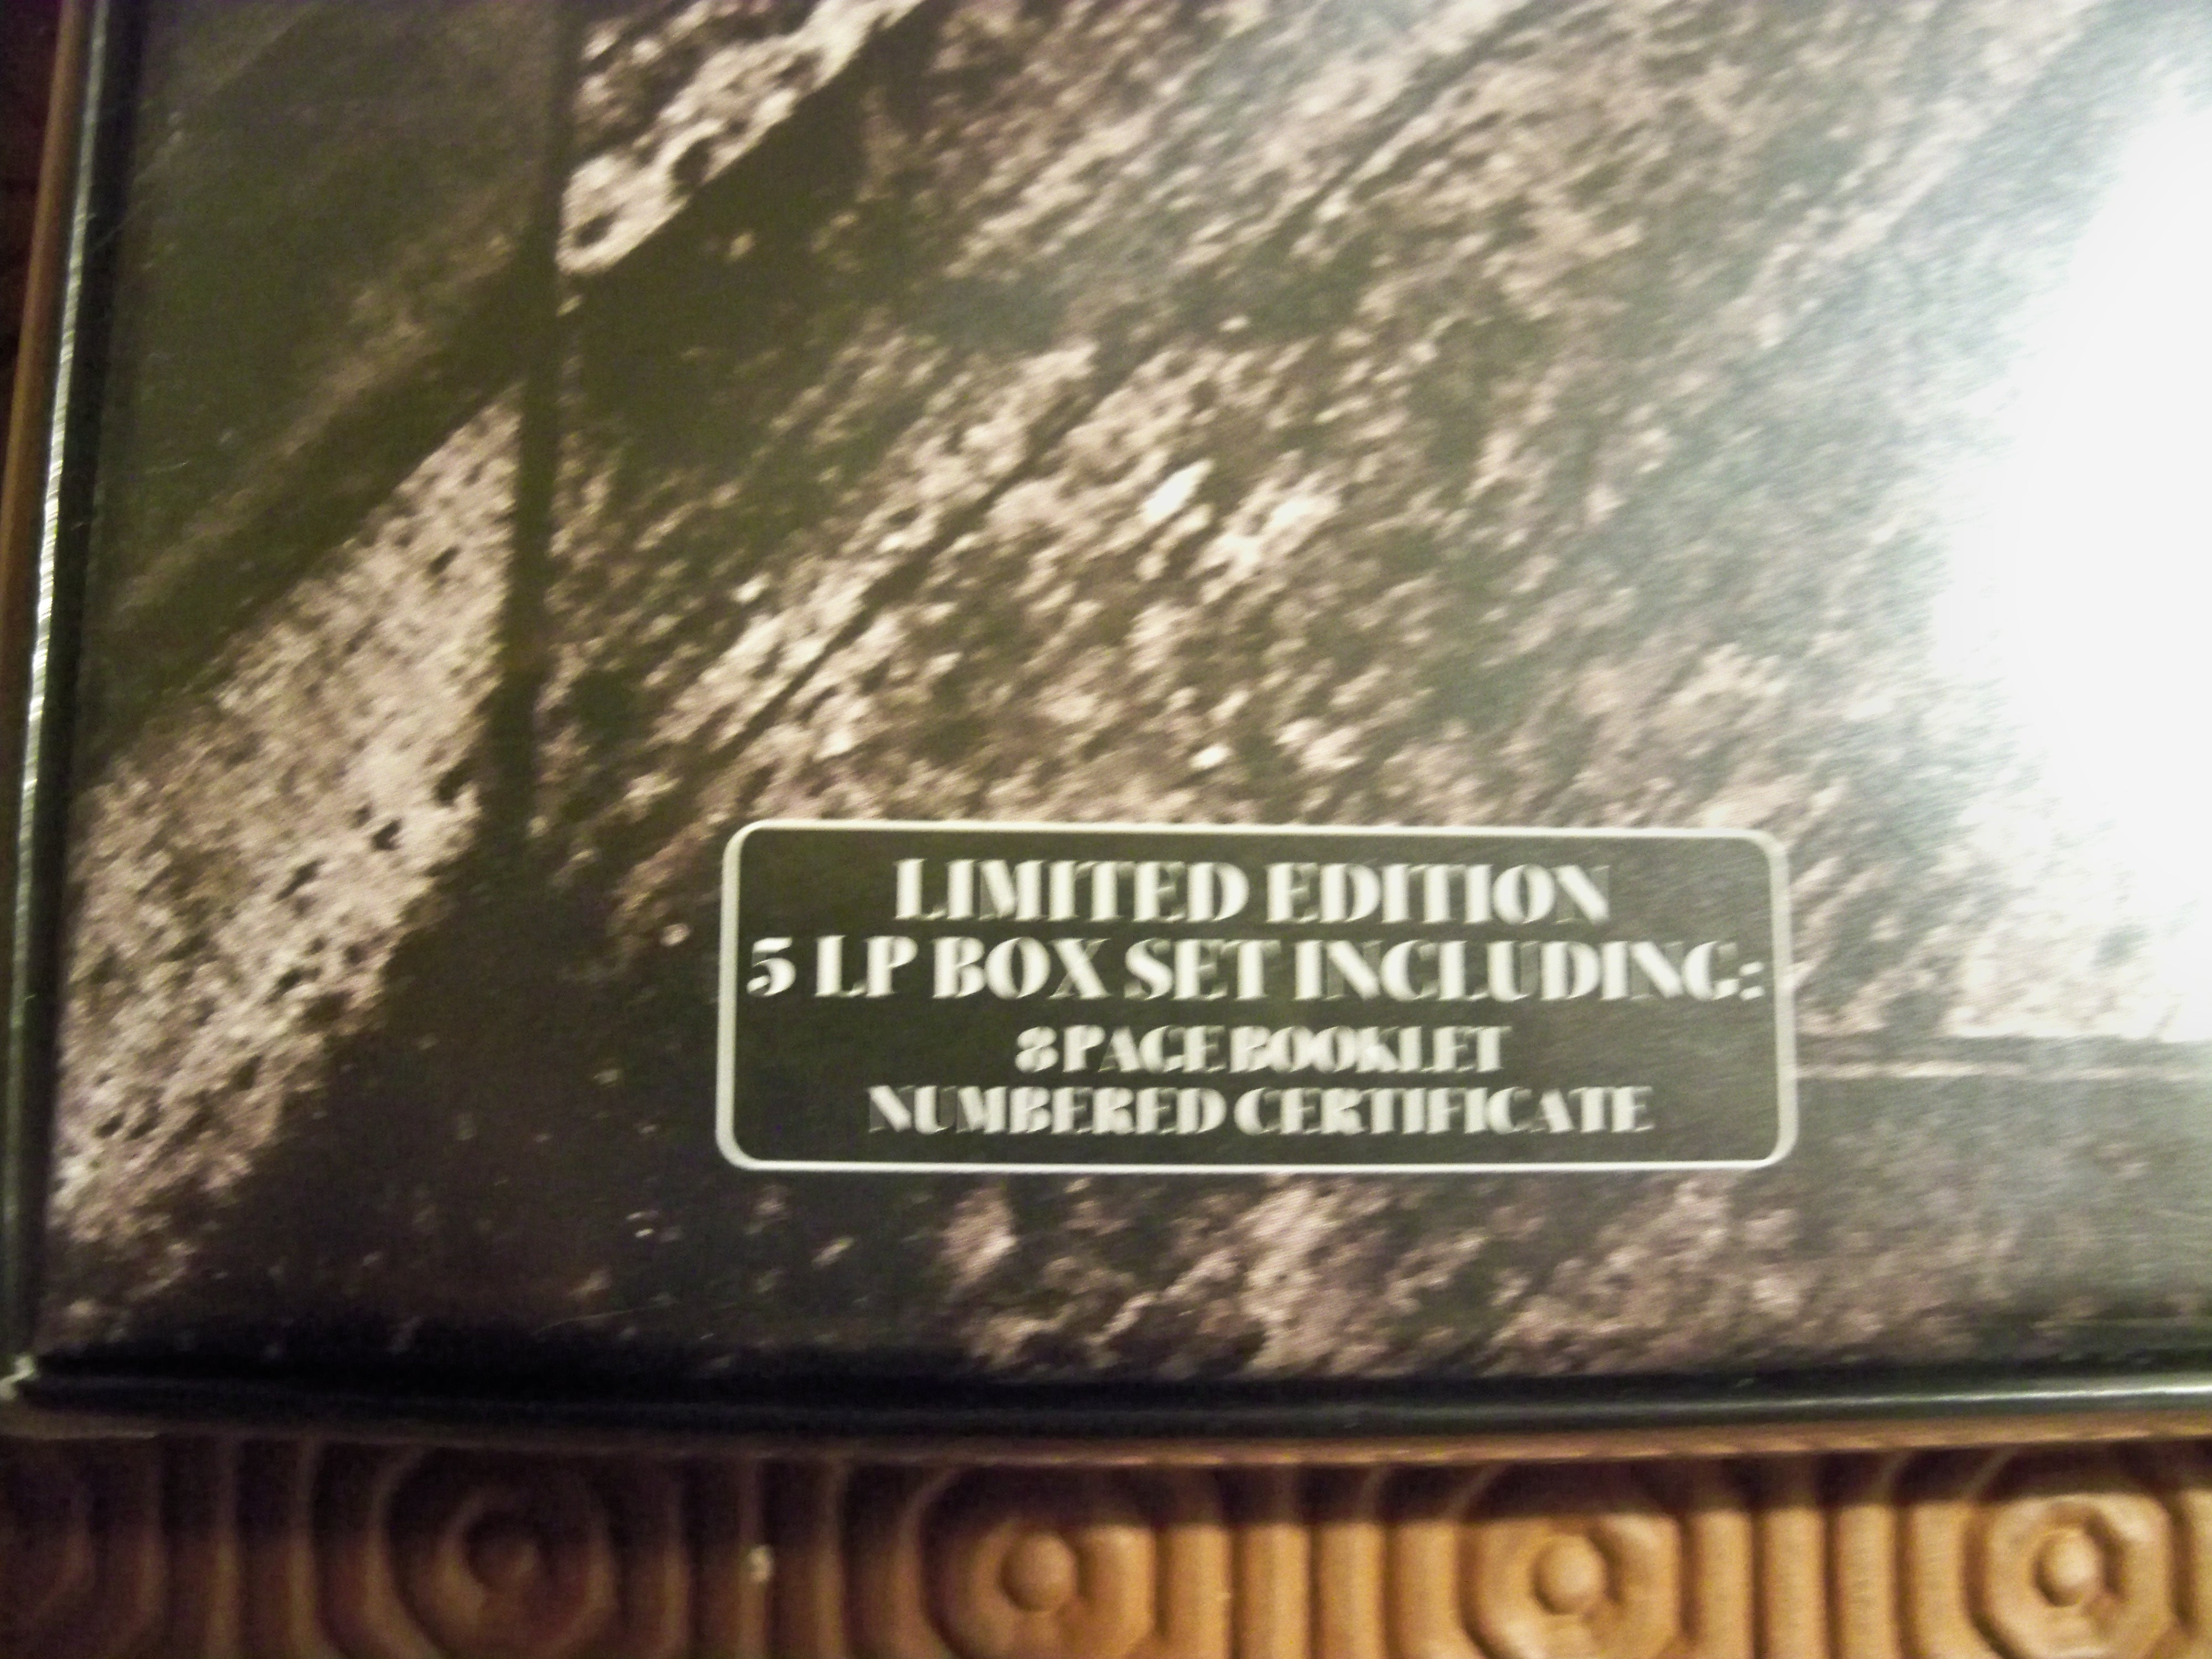 LIMITED EDITION
5 LP BOX SET INCLUDING:
8 PAGE BOOKLET
NUMBERED CERTIFICATE